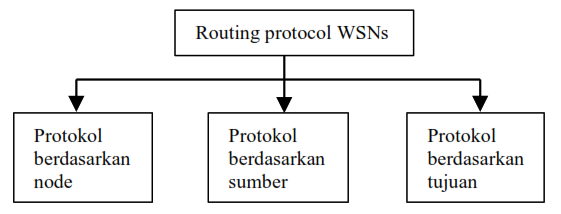 Routing protocol WSNs
Protokol
berdasarkan
node
Protokol
berdasarkan
sumber
Protokol
berdasarkan
tujuan